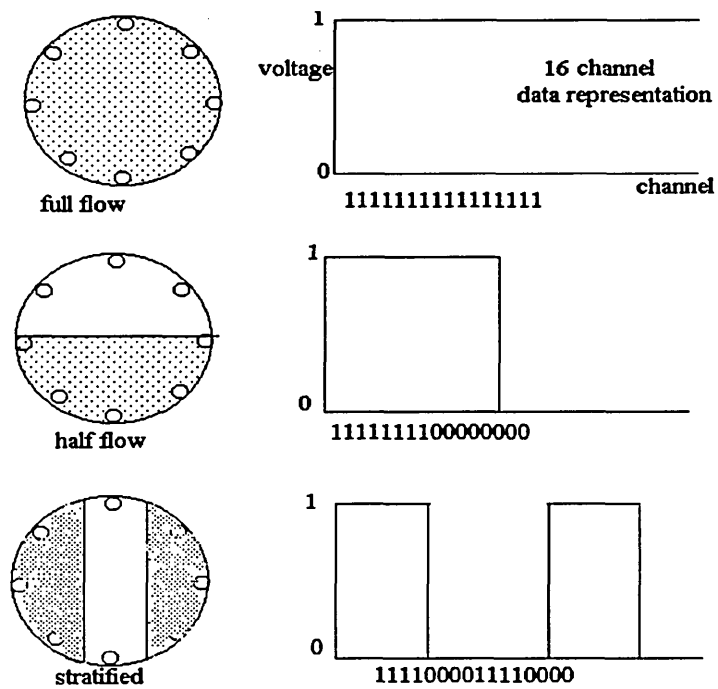 1
voltage
16 channel
data representation
0
channel
full flow
1111111111111111
1
0
half flow
1111111100000000
1
0
stratified
1111000011110000